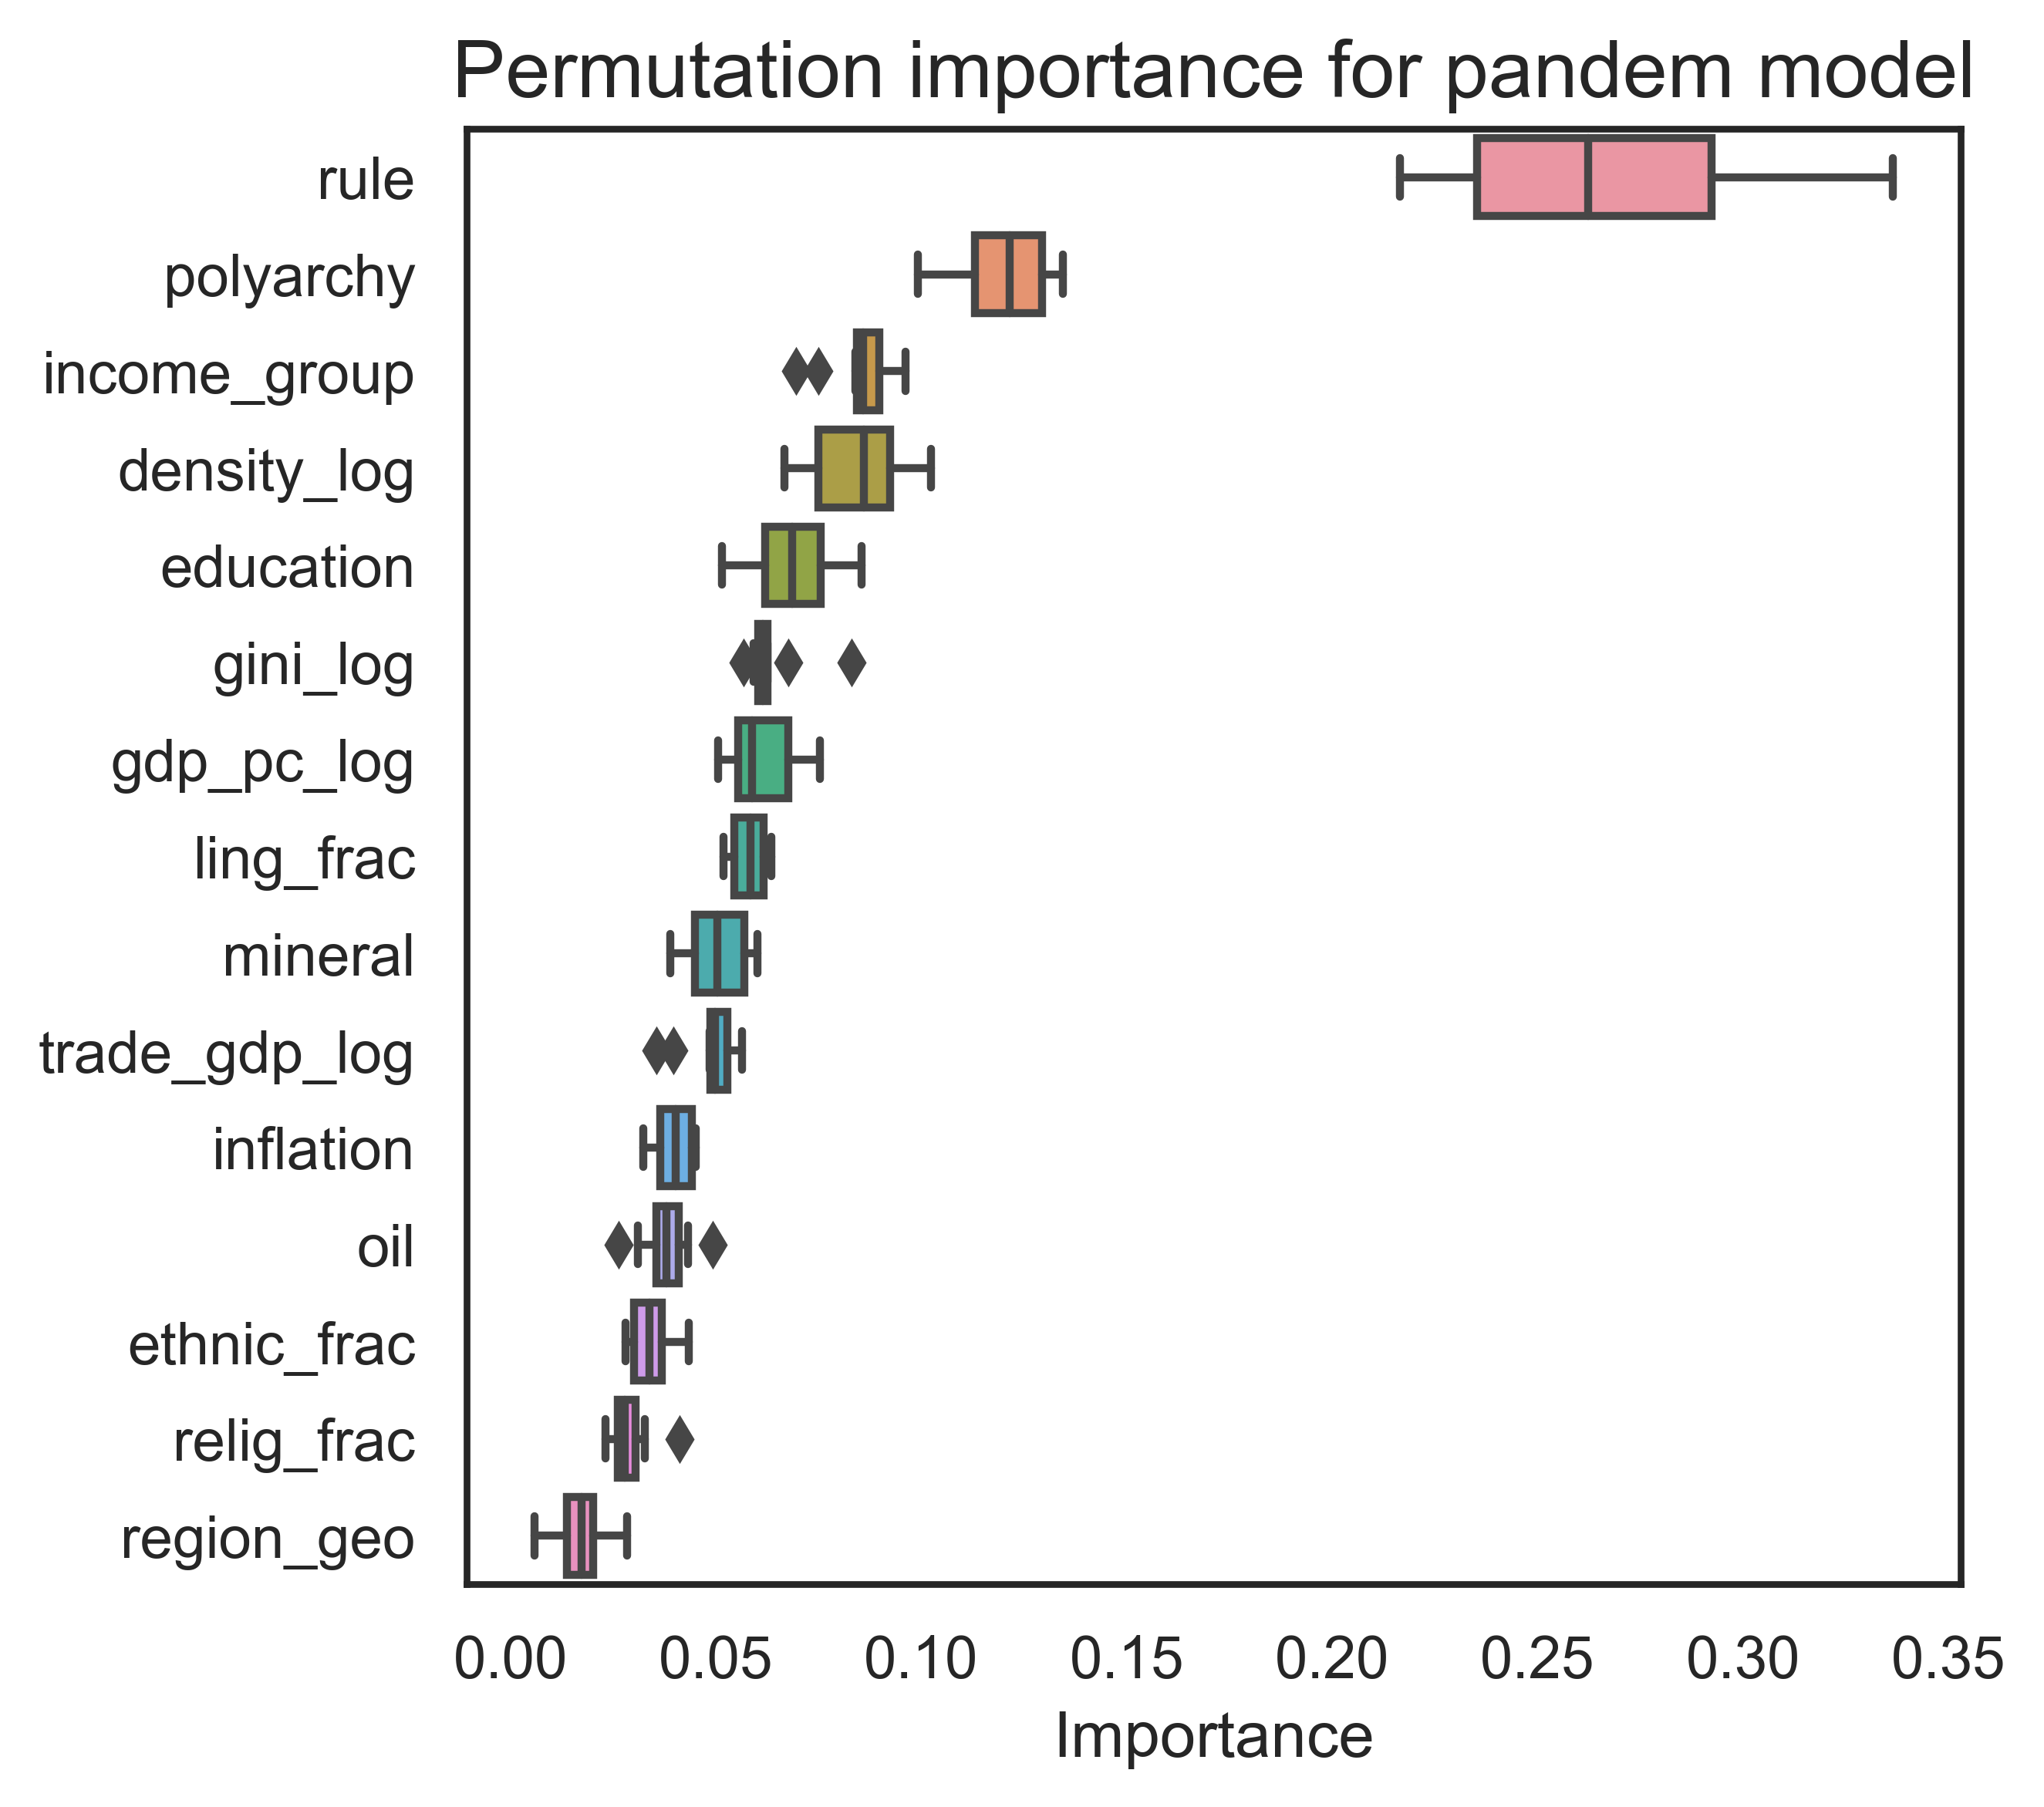 Permutation importance for pandem model
rule
polyarchy
income_group
density_log
education
gini_log
gdp_pc_log
ling_frac
mineral
trade_gdp_log
inflation
oil
ethnic_frac
relig_frac
region_geo
0.00 0.05 0.10 0.15 0.20 0.25 0.30 0.35
Importance